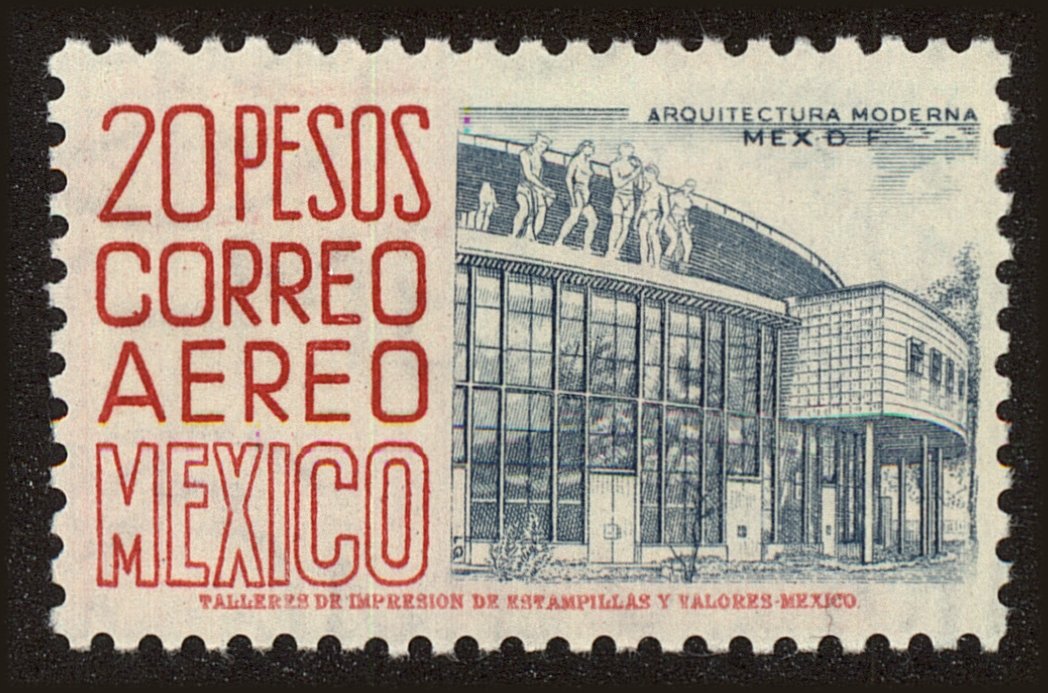 20 PESOS
CORREO
AEREO
MEXICO
ARQUITECTURA MODERNA
MEX. D. F.
TALLERES DE IMPRESION DE ESTAMPILLAS Y VALORES-MEXICO.